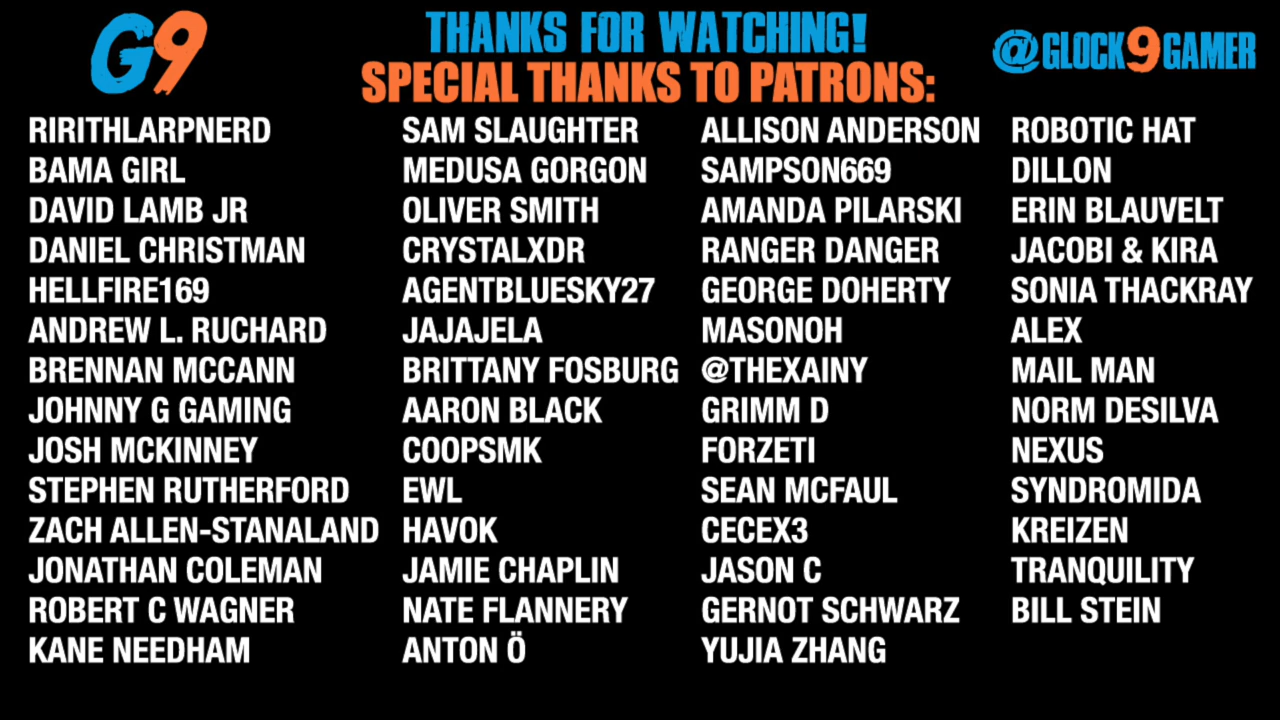 G9
THANKS FOR WATCHING!
SPECIAL THANKS TO PATRONS:
@GLOCK9GAMER
RIRITHLARPNERD
BAMA GIRL
DAVID LAMB JR
DANIEL CHRISTMAN
HELLFIRE169
ANDREW L. RUCHARD
BRENNAN MCCANN
JOHNNY G GAMING
JOSH MCKINNEY
STEPHEN RUTHERFORD
ZACH ALLEN-STANALAND
JONATHAN COLEMAN
ROBERT C WAGNER
KANE NEEDHAM
SAM SLAUGHTER
MEDUSA GORGON
OLIVER SMITH
CRYSTALXDR
AGENTBLUESKY27
JAJAJELA
BRITTANY FOSBURG
AARON BLACK
COOPSMK
EWL
HAVOK
JAMIE CHAPLIN
NATE FLANNERY
ANTON Ö
ALLISON ANDERSON
SAMPSON669
AMANDA PILARSKI
RANGER DANGER
GEORGE DOHERTY
MASONOH
@THEXAINY
GRIMM D
FORZETI
SEAN MCFAUL
CECEX3
JASON C
GERNOT SCHWARZ
YUJIA ZHANG
ROBOTIC HAT
DILLON
ERIN BLAUVELT
JACOBI & KIRA
SONIA THACKRAY
ALEX
MAIL MAN
NORM DESILVA
NEXUS
SYNDROMIDA
KREIZEN
TRANQUILITY
BILL STEIN